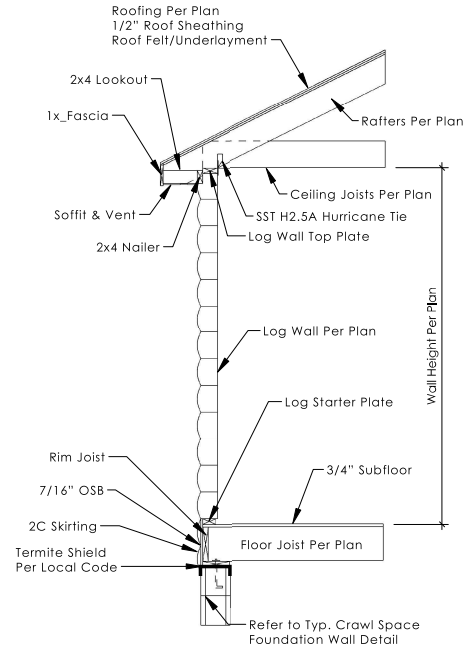 Roofing Per Plan
1/2" Roof Sheathing
Roof Felt/Underlayment
2x4 Lookout
1x_Fascia
Rafters Per Plan
Ceiling Joists Per Plan
Soffit & Vent
SST H2.5A Hurricane Tie
Log Wall Top Plate
2x4 Nailer
Log Wall Per Plan
Wall Height Per Plan
Log Starter Plate
Rim Joist
3/4" Subfloor
7/16" OSB
2C Skirting
Floor Joist Per Plan
Termite Shield
Per Local Code
Refer to Typ. Crawl Space
Foundation Wall Detail